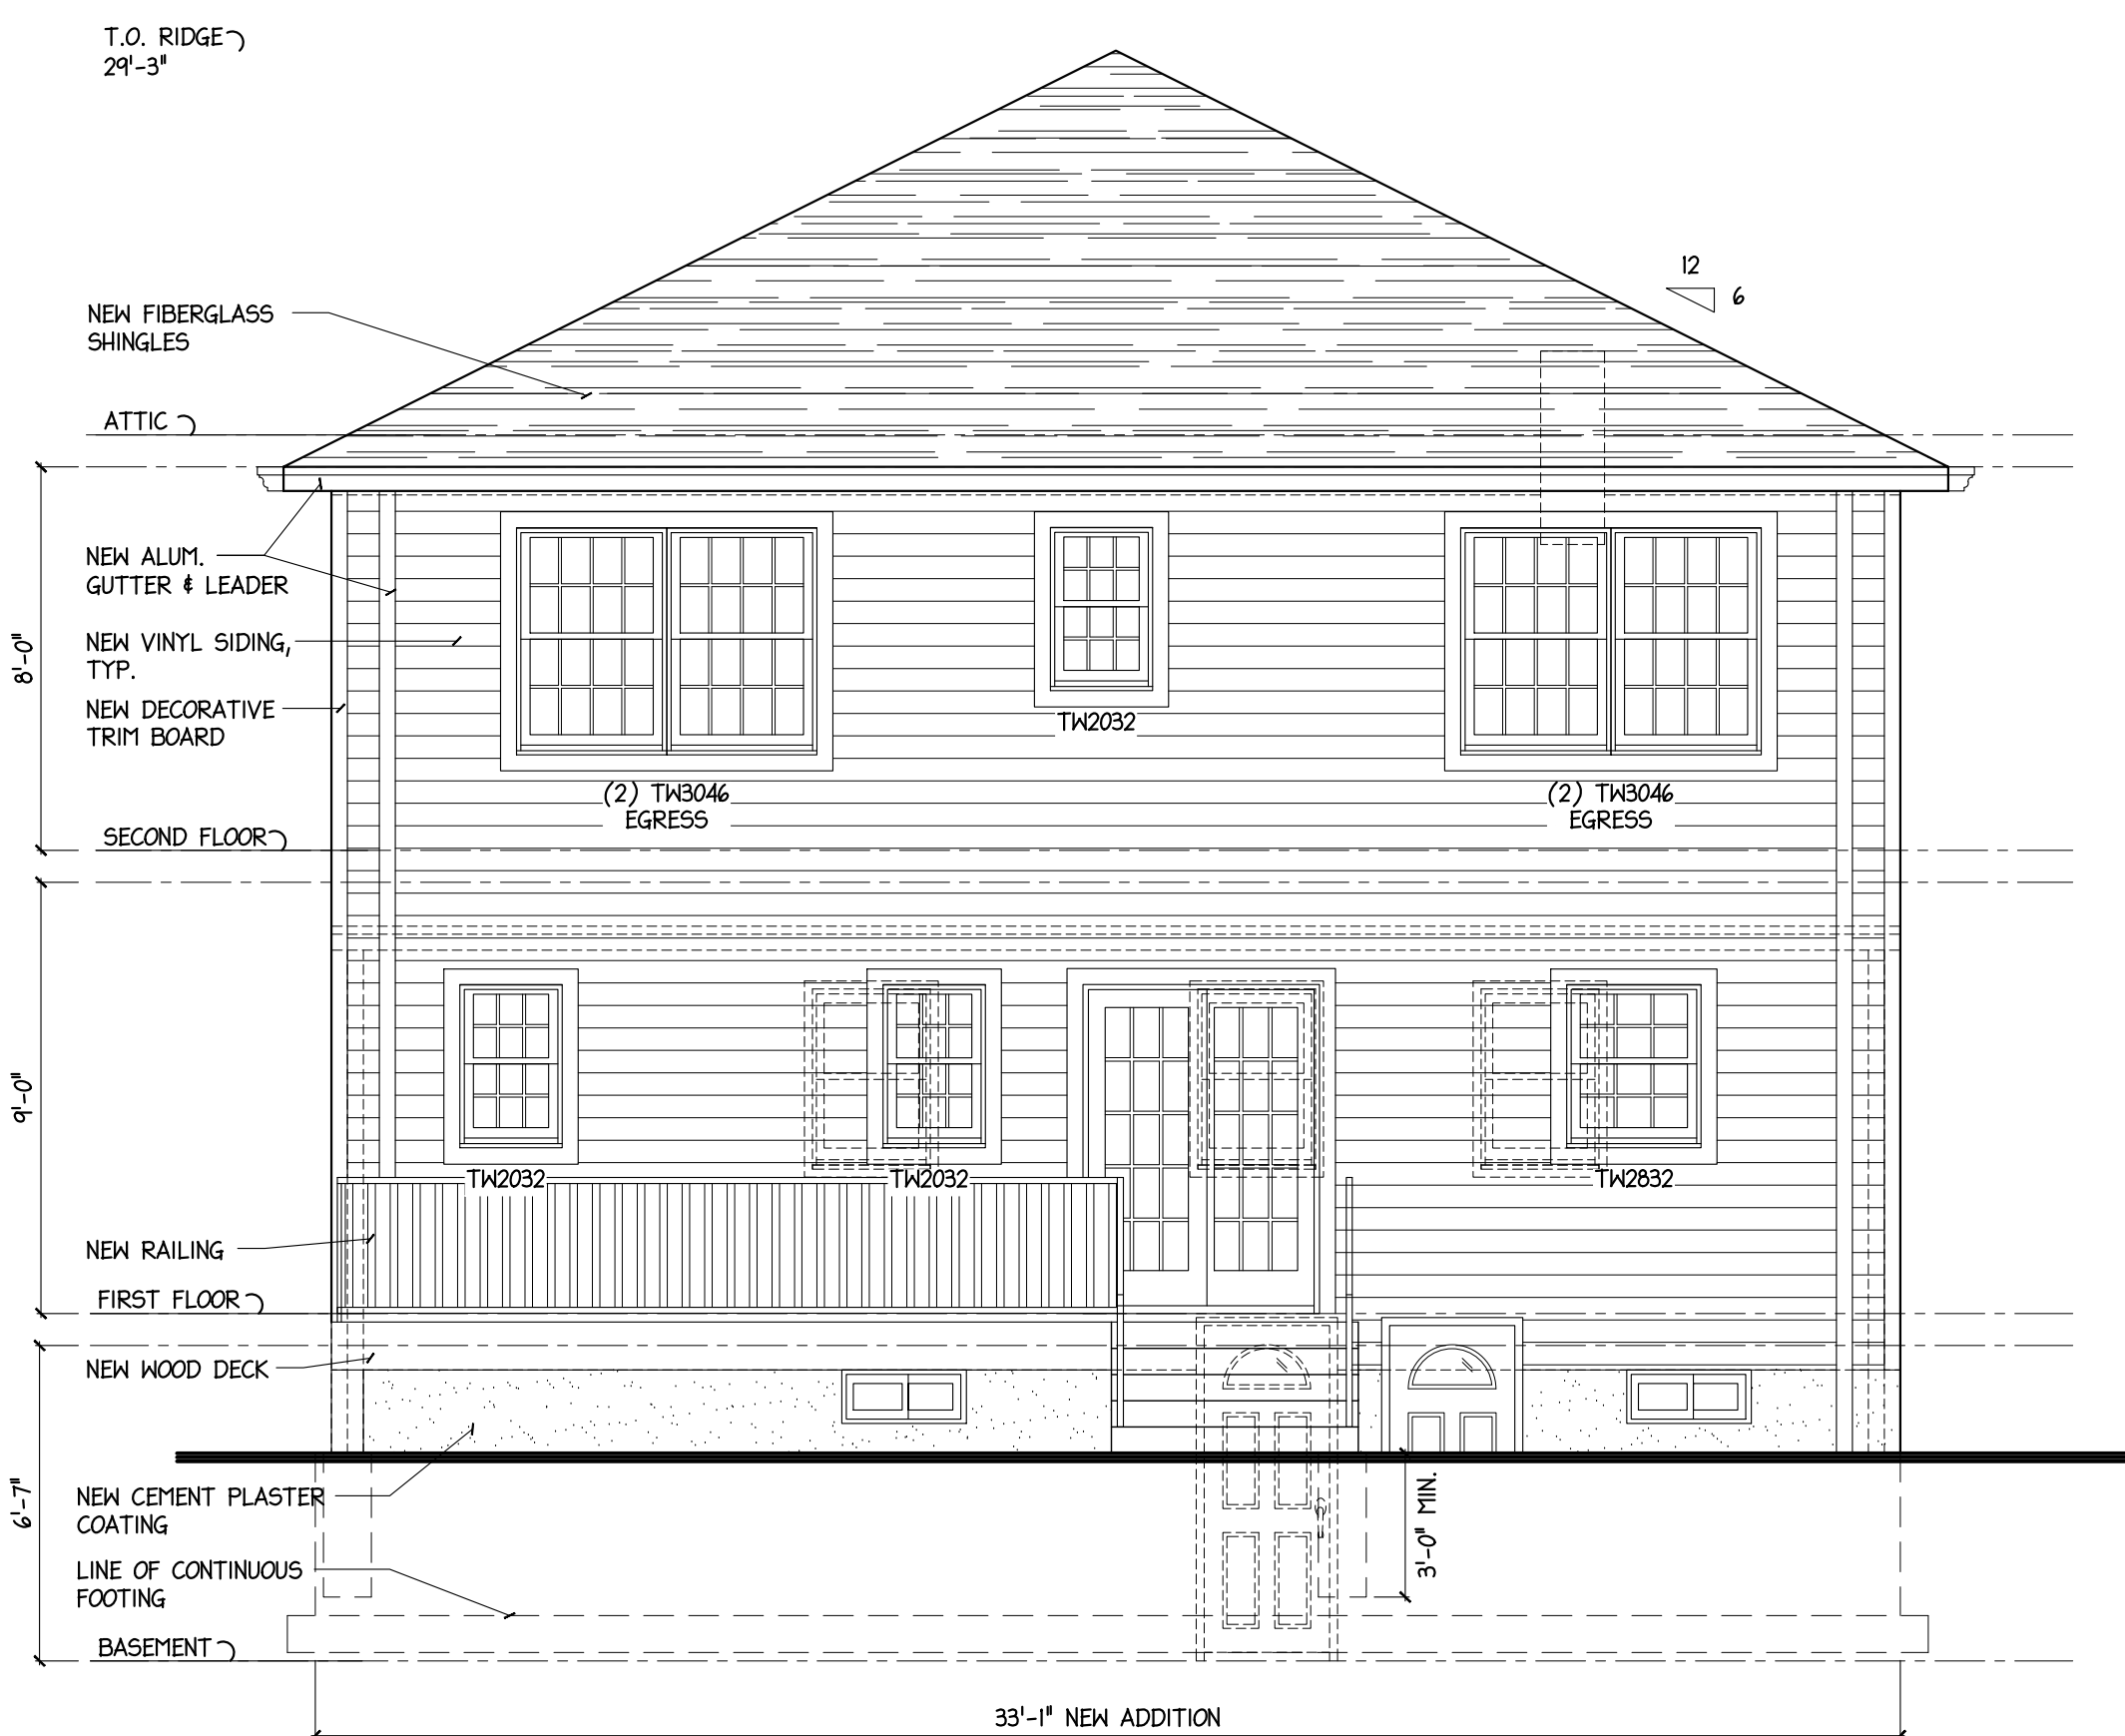 T.O. RIDGE
29'-3"
12
6
NEW FIBERGLASS
SHINGLES
ATTIC
NEW ALUM.
GUTTER & LEADER
8'-0"
NEW VINYL SIDING,
TYP.
NEW DECORATIVE
TRIM BOARD
TW2032
(2) TW3046
EGRESS
(2) TW3046
EGRESS
SECOND FLOOR
9'-0"
TW2032
TW2032
TW2832
NEW RAILING
FIRST FLOOR
NEW WOOD DECK
6'-7"
NEW CEMENT PLASTER
COATING
3'-0" MIN.
LINE OF CONTINUOUS
FOOTING
BASEMENT
33'-1" NEW ADDITION